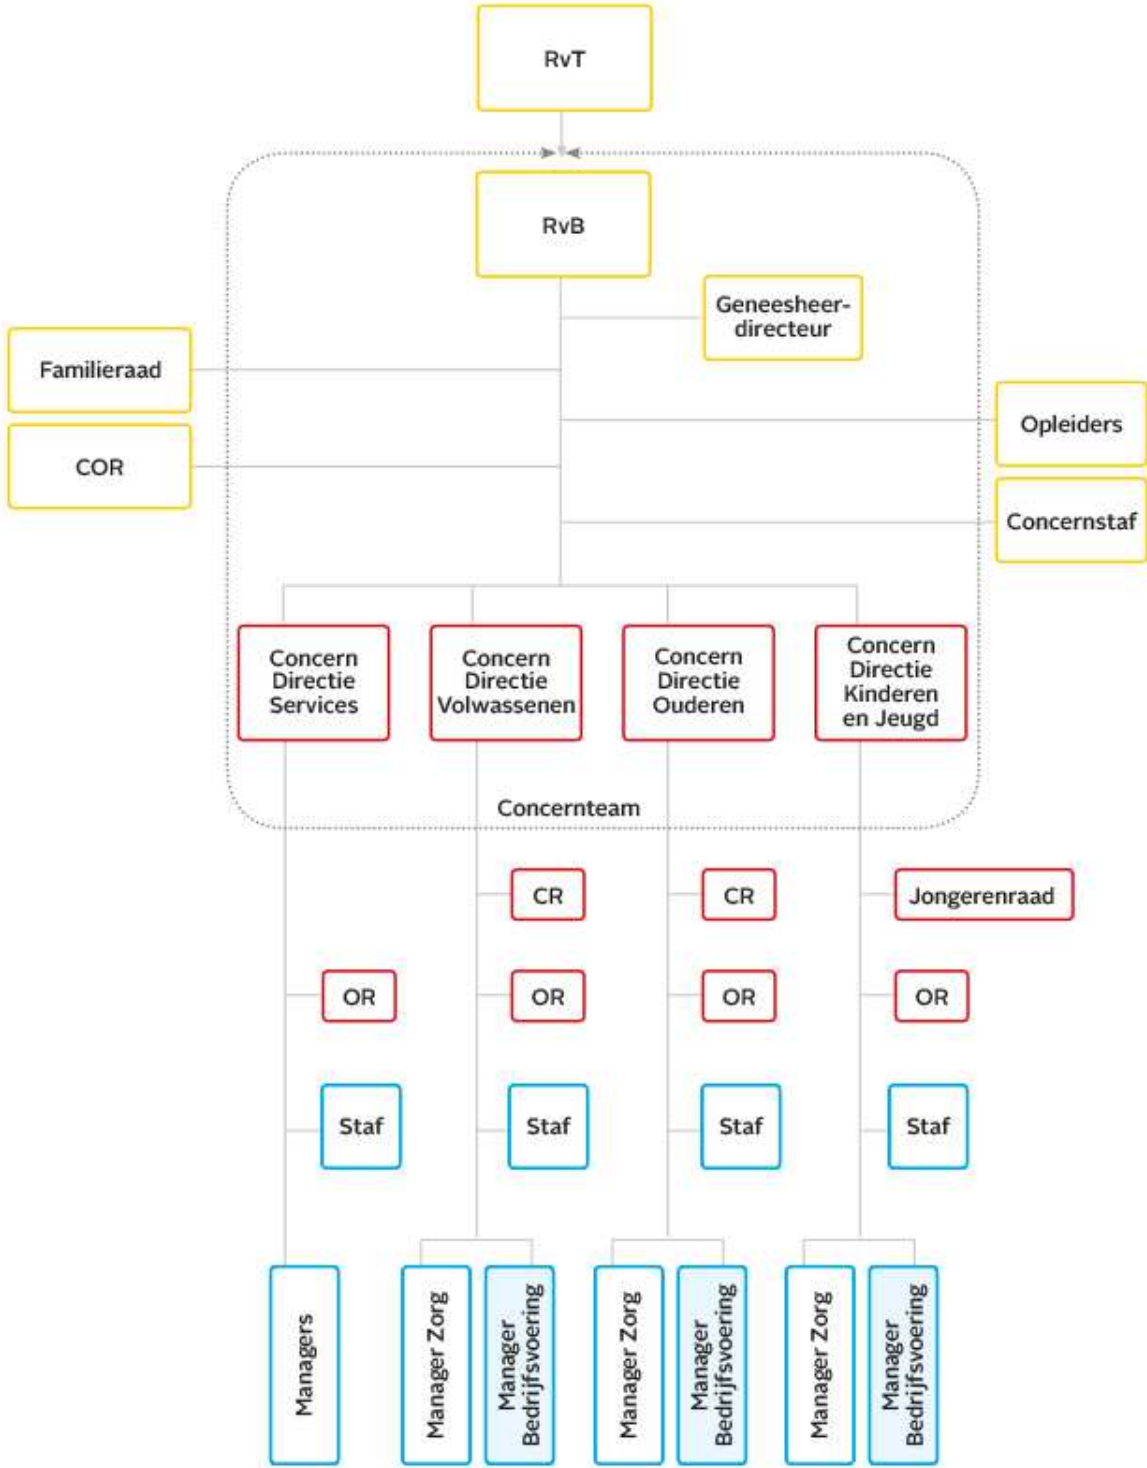 RvT
RvB
Geneesheer-
directeur
Familieraad
Opleiders
COR
Concernstaf
Concern
Directie
Services
Concern
Directie
Volwassenen
Concern
Directie
Ouderen
Concern
Directie
Kinderen
en Jeugd
Concernteam
CR
CR
Jongerenraad
OR
OR
OR
OR
Staf
Staf
Staf
Staf
Managers
Manager Zorg
Manager
Bedrijfsvoering
Manager Zorg
Manager
Bedrijfsvoering
Manager Zorg
Manager
Bedrijfsvoering